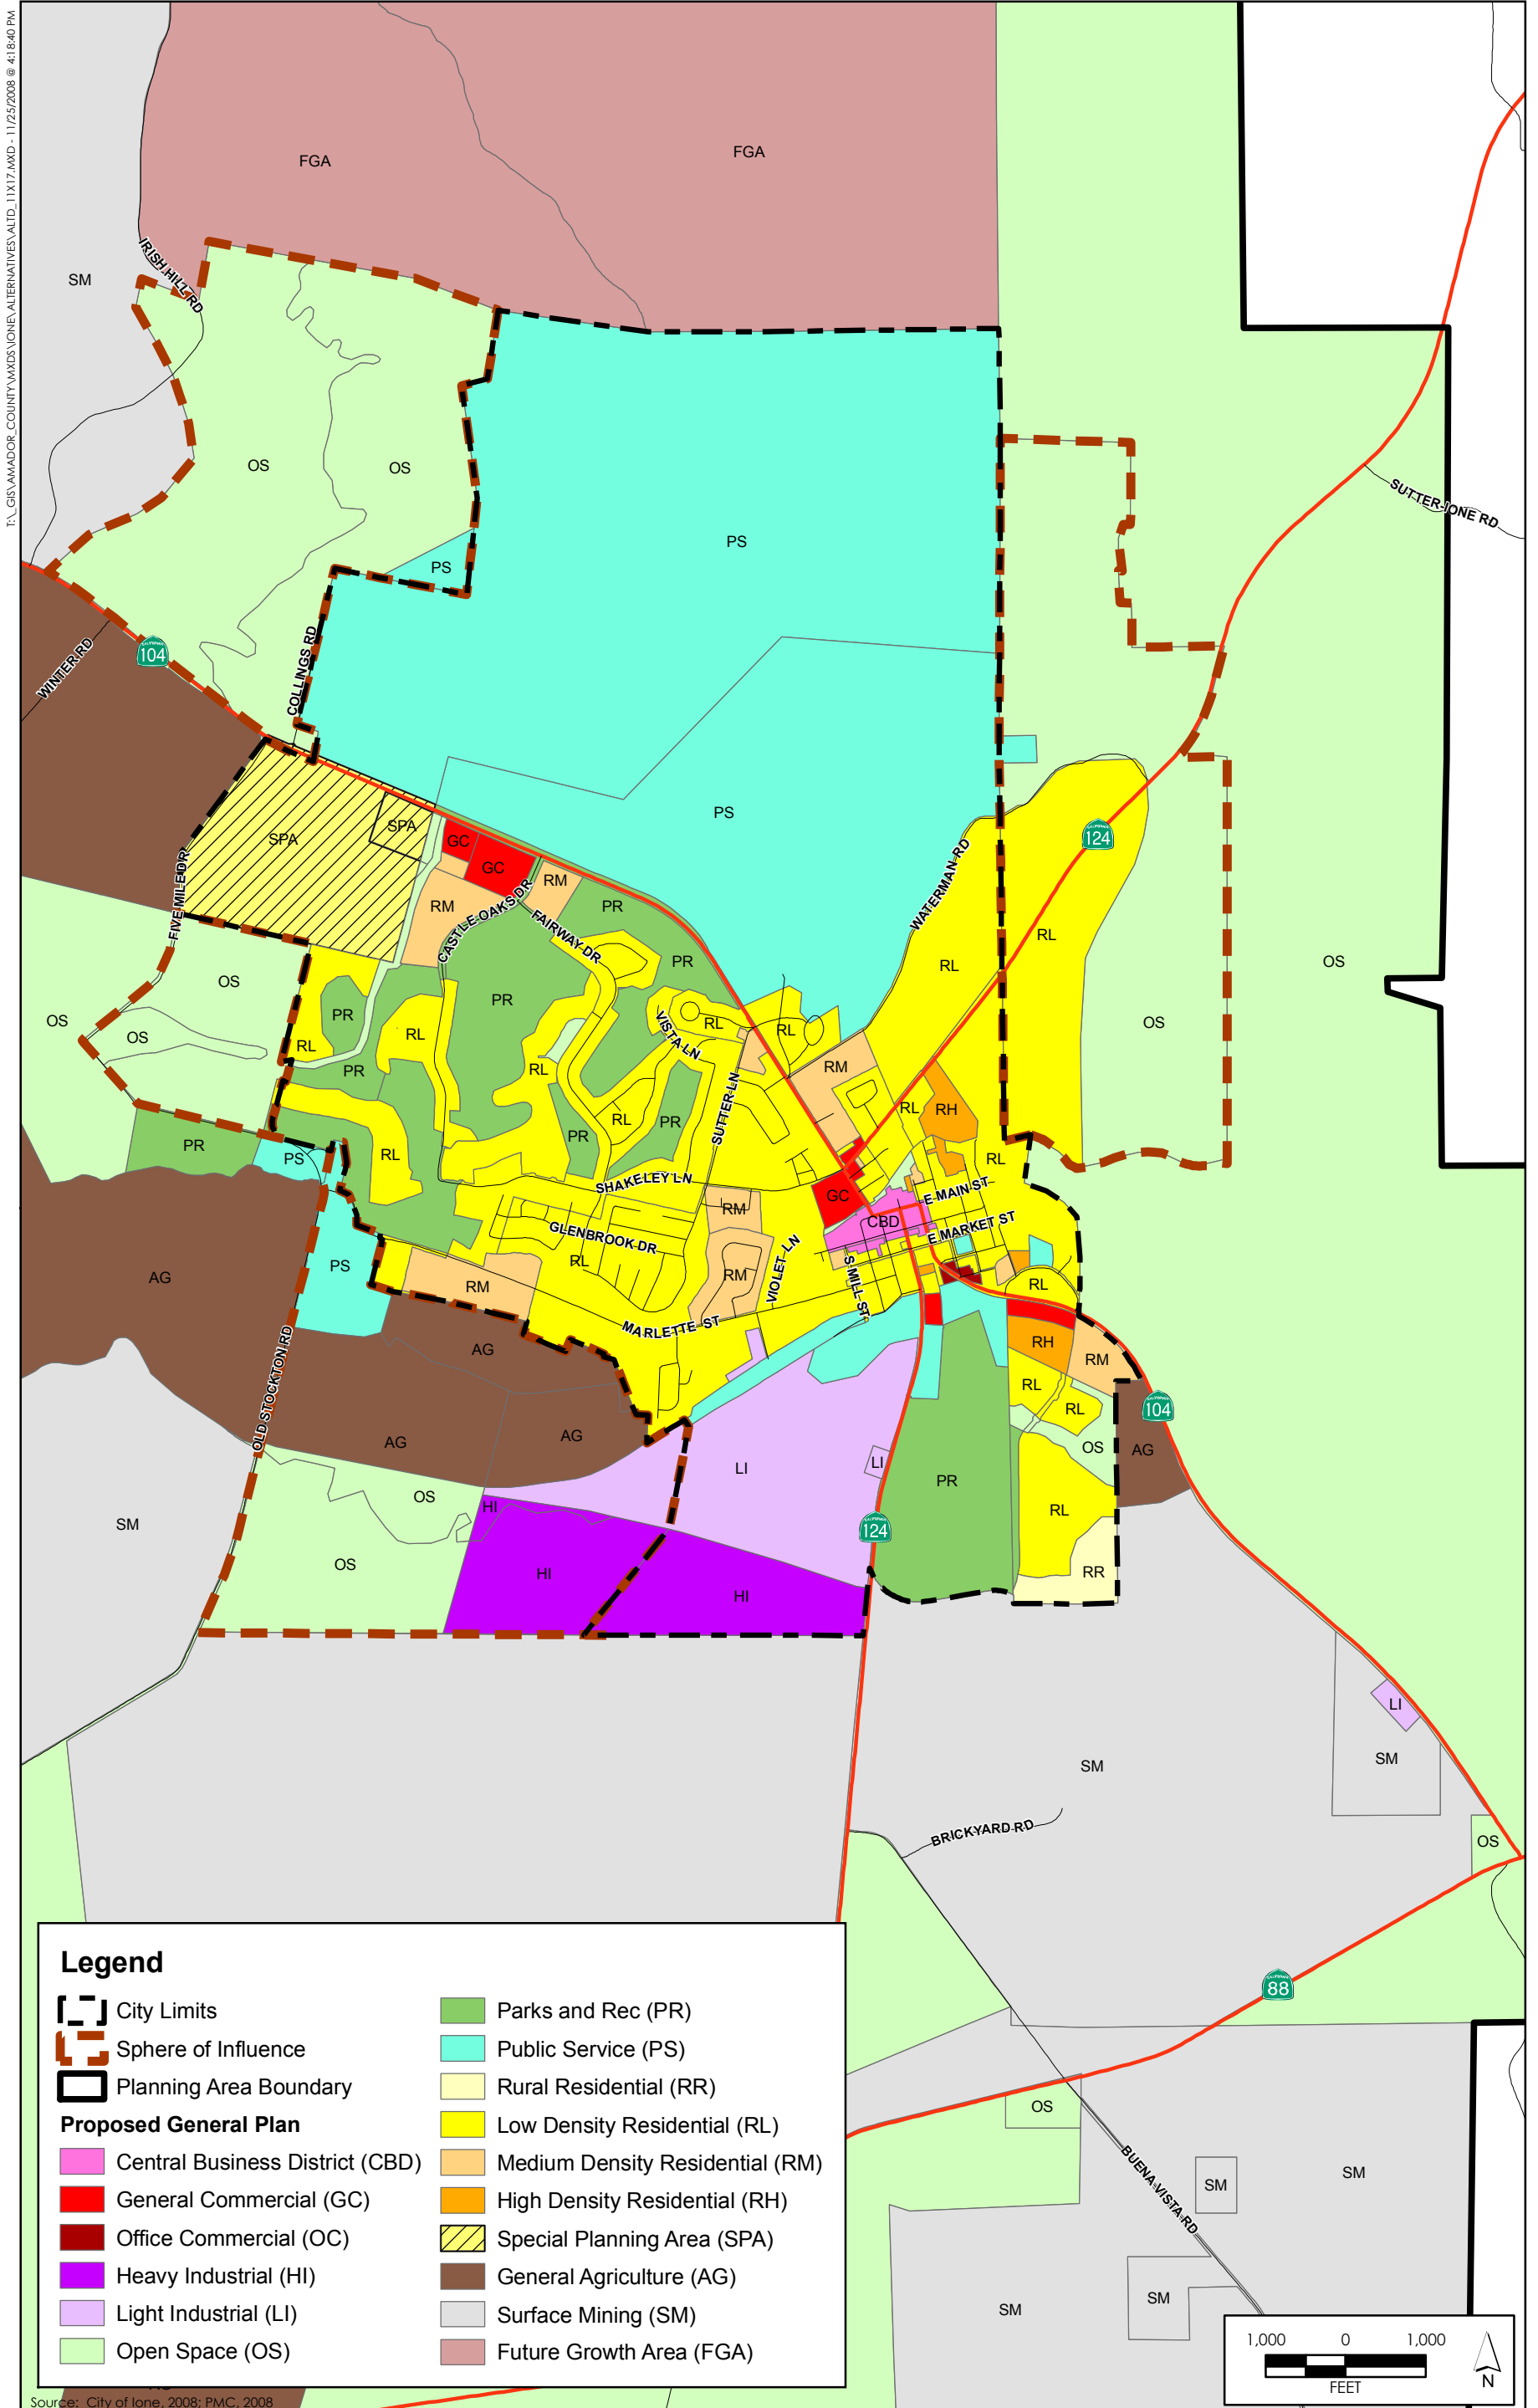 T:\_GIS\AMADOR_COUNTY\MXDS\IONE\ALTERNATIVES\ALTD_11X17.MXD - 11/25/2008 @ 4:18:40 PM
FGA
FGA
SM
IRISH HILL RD
OS
OS
SUTTER-IONE RD
PS
PS
COLLINGS RD
WINTER RD
104
PS
SPA
SPA
124
GC
GC
RM
RM
CASTLE OAKS DR
FAIRWAY DR
FIVE MILE DR
WATERMAN RD
PR
PR
RL
RL
OS
OS
OS
OS
OS
PR
PR
RL
RL
VISTA LN
RL
RL
RL
PR
RL
RM
SUTTER LN
RL
RH
RL
PR
PR
RL
PR
PS
RL
SHAKELEY LN
GC
E MAIN ST
CBD
E MARKET ST
RM
GLENBROOK DR
RL
VIOLET LN
S MILL ST
AG
PS
RM
RM
RL
MARLETTE ST
AG
RH
RM
RL
RL
104
OLD STOCKTON RD
AG
AG
OS
AG
LI
LI
PR
OS
HI
RL
SM
124
OS
HI
HI
RR
LI
SM
SM
BRICKYARD RD
OS
88
OS
BUENA VISTA RD
SM
SM
SM
SM
Legend
City Limits
Sphere of Influence
Planning Area Boundary
Proposed General Plan
Central Business District (CBD)
General Commercial (GC)
Office Commercial (OC)
Heavy Industrial (HI)
Light Industrial (LI)
Open Space (OS)
Parks and Rec (PR)
Public Service (PS)
Rural Residential (RR)
Low Density Residential (RL)
Medium Density Residential (RM)
High Density Residential (RH)
Special Planning Area (SPA)
General Agriculture (AG)
Surface Mining (SM)
Future Growth Area (FGA)
1,000 0 1,000
FEET
N
Source: City of Ione, 2008; PMC, 2008